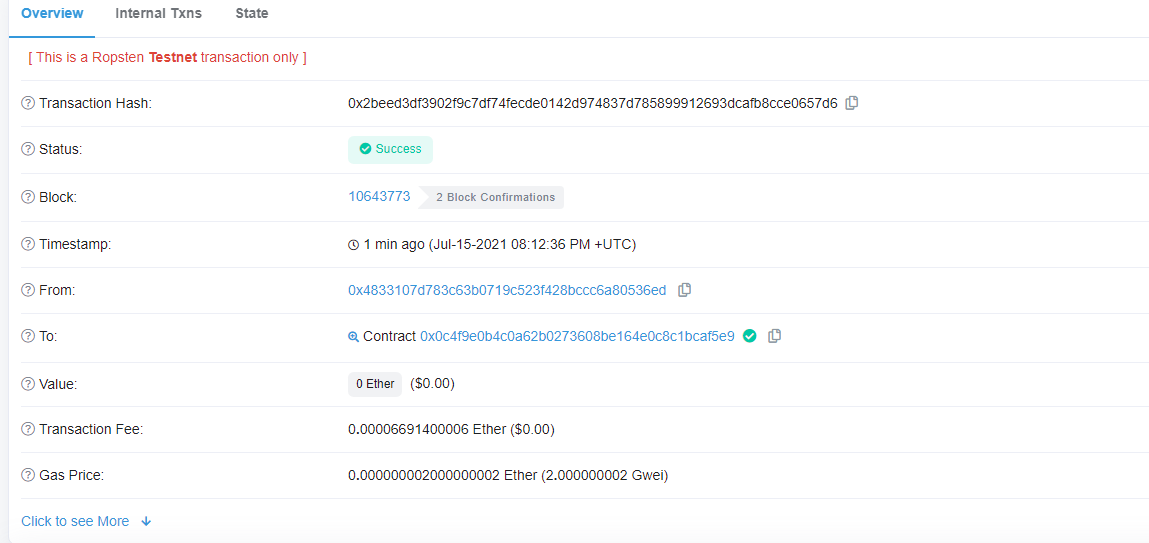 Overview Internal Txns State
[ This is a Ropsten Testnet transaction only ]
Transaction Hash: 0x2beed3df3902f9c7df74fecde0142d974837d785899912693dcafb8cce0657d6
Status: Success
Block: 10643773 2 Block Confirmations
Timestamp: 1 min ago (Jul-15-2021 08:12:36 PM +UTC)
From: 0x4833107d783c63b0719c523f428bccc6a80536ed
To: Contract 0x0c4f9e0b4c0a62b0273608be164e0c8c1bcaf5e9
Value: 0 Ether ($0.00)
Transaction Fee: 0.00006691400006 Ether ($0.00)
Gas Price: 0.000000002000000002 Ether (2.000000002 Gwei)
Click to see More